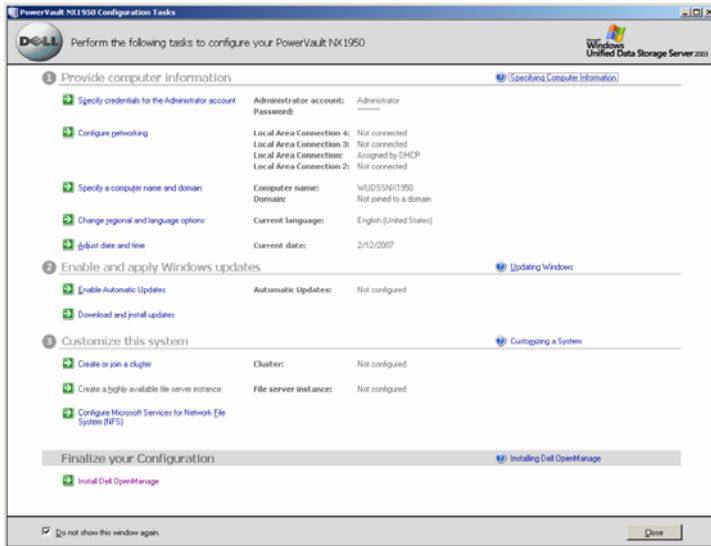 PowerVault NX1950 Configuration Tasks
DELL
Perform the following tasks to configure your PowerVault NX1950
Windows
Unified Data Storage Server 2003
1 Provide computer information
Specifying Computer Information
Specify credentials for the Administrator account
Administrator account: Administrator
Password: ********
Configure networking
Local Area Connection 4: Not connected
Local Area Connection 3: Not connected
Local Area Connection: Assigned by DHCP
Local Area Connection 2: Not connected
Specify a computer name and domain
Computer name: WUDSSNX1950
Domain: Not joined to a domain
Change regional and language options
Current language: English (United States)
Adjust date and time
Current date: 2/12/2007
2 Enable and apply Windows updates
Updating Windows
Enable Automatic Updates
Automatic Updates: Not configured
Download and install updates
3 Customize this system
Customizing a System
Create or join a cluster
Cluster: Not configured
Create a highly available file server instance
File server instance: Not configured
Configure Microsoft Services for Network File
System (NFS)
Finalize your Configuration
Installing Dell OpenManage
Install Dell OpenManage
Do not show this window again.
Close